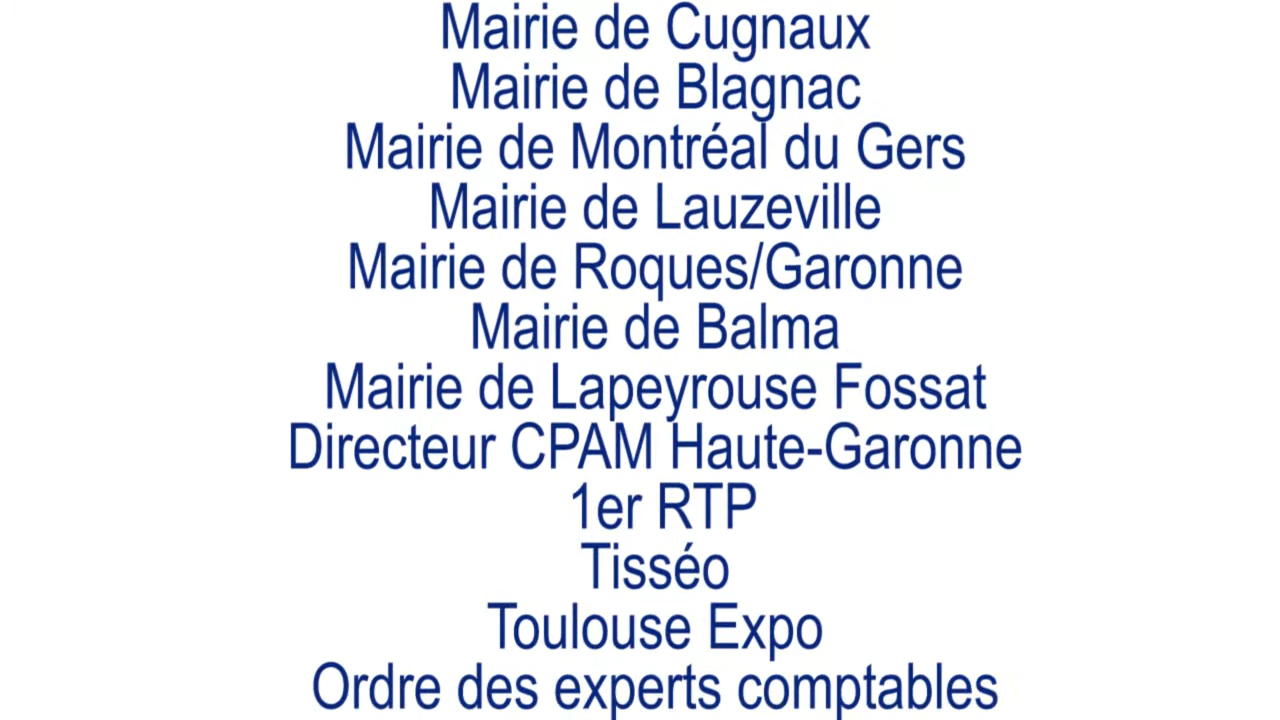 Mairie de Cugnaux
Mairie de Blagnac
Mairie de Montréal du Gers
Mairie de Lauzeville
Mairie de Roques/Garonne
Mairie de Balma
Mairie de Lapeyrouse Fossat
Directeur CPAM Haute-Garonne
1er RTP
Tisséo
Toulouse Expo
Ordre des experts comptables